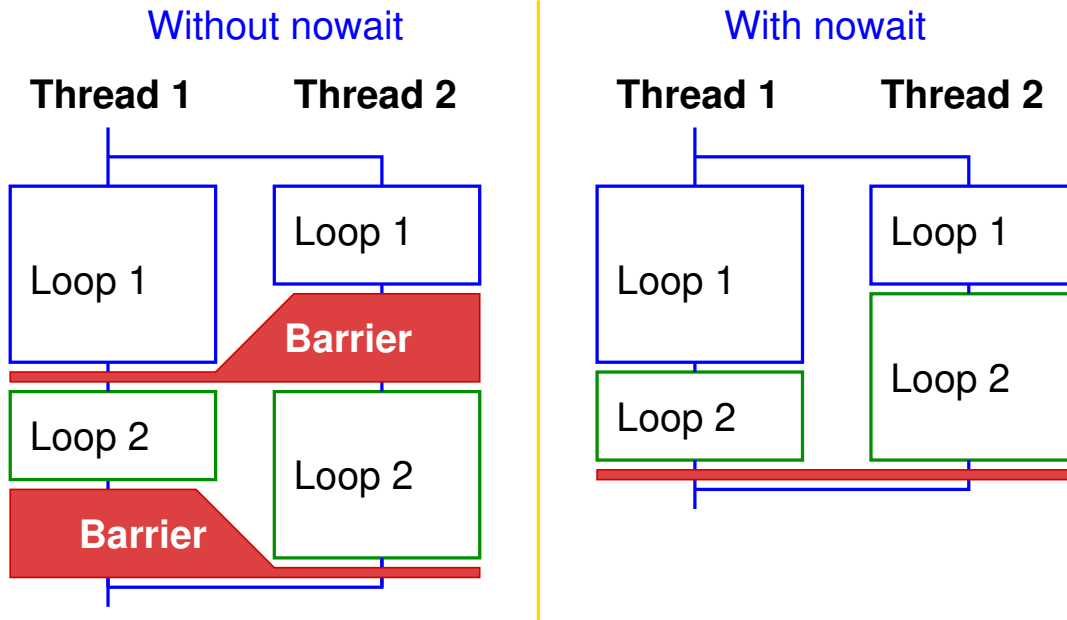 Without nowait
With nowait
Thread 1
Thread 2
Thread 1
Thread 2
Loop 1
Loop 1
Barrier
Loop 2
Loop 2
Barrier
Loop 1
Loop 1
Loop 2
Loop 2